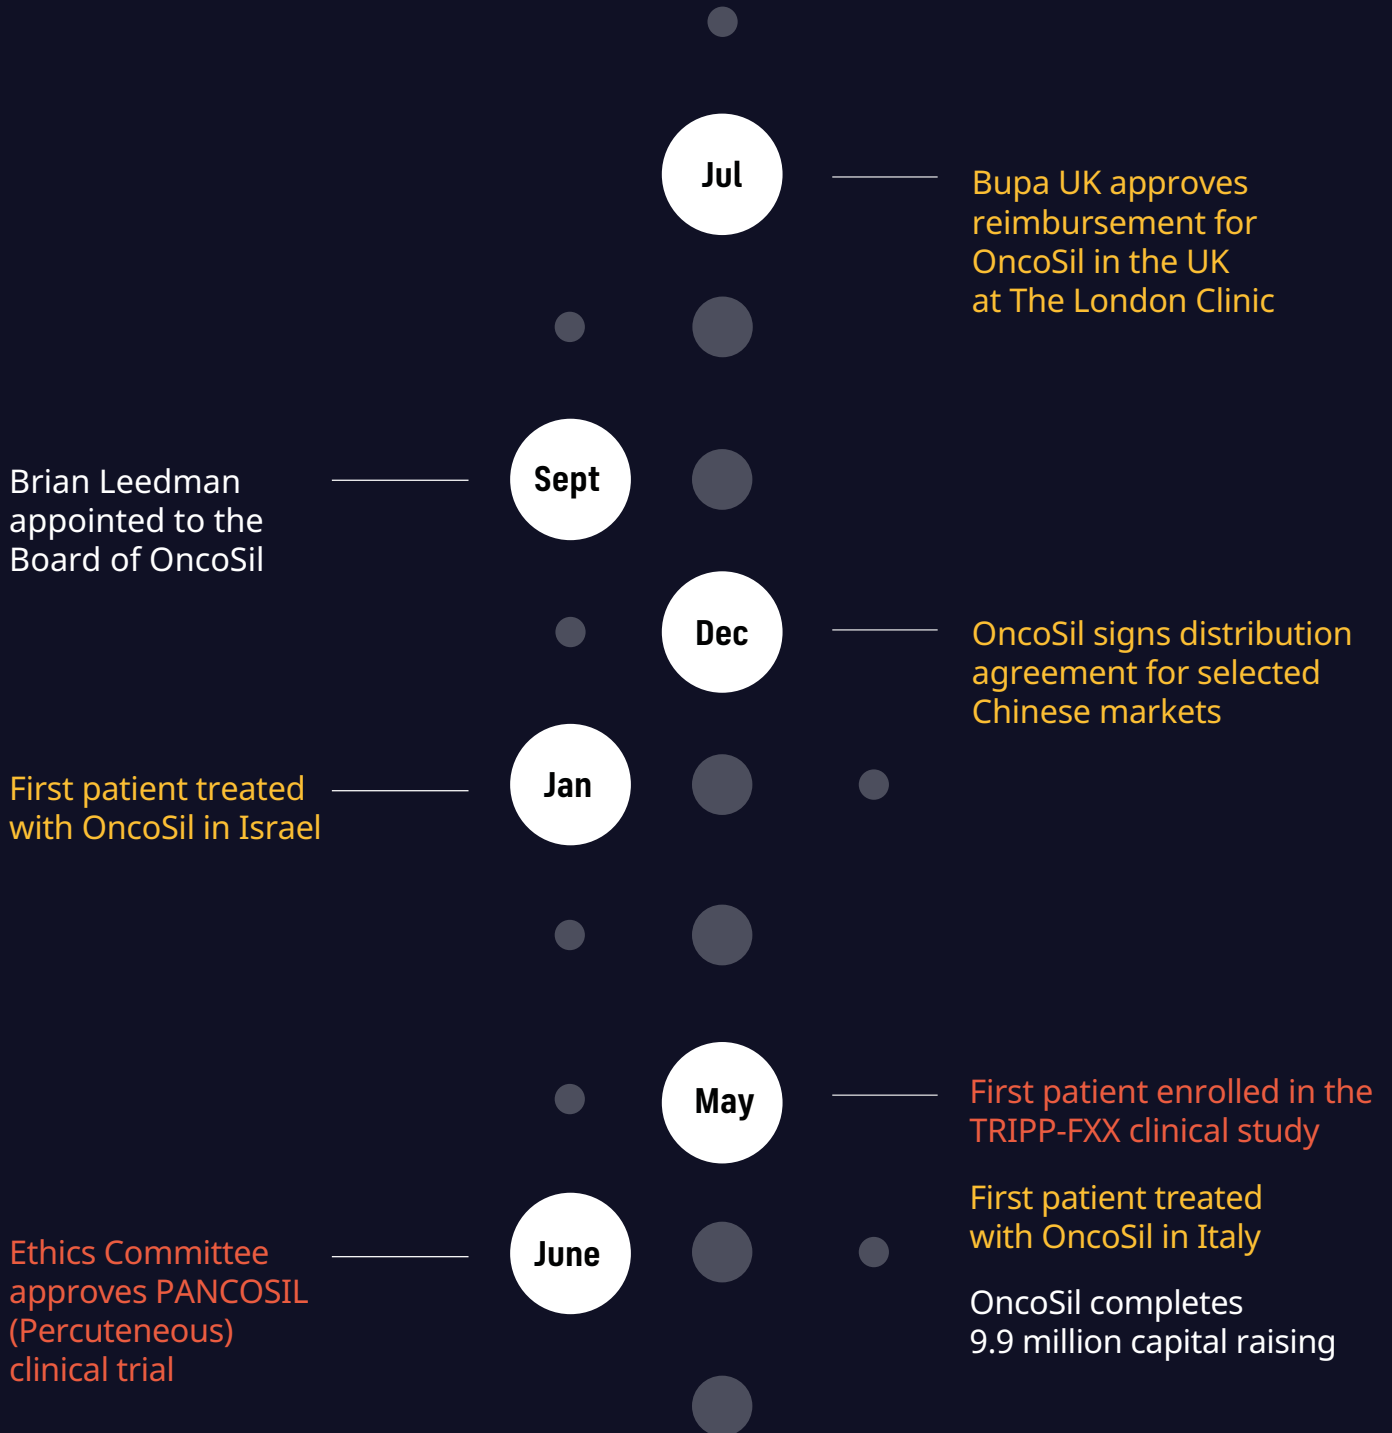 Jul
Bupa UK approves
reimbursement for
OncoSil in the UK
at The London Clinic
Sept
Brian Leedman
appointed to the
Board of OncoSil
Dec
OncoSil signs distribution
agreement for selected
Chinese markets
Jan
First patient treated
with OncoSil in Israel
May
First patient enrolled in the
TRIPP-FXX clinical study
First patient treated
with OncoSil in Italy
OncoSil completes
9.9 million capital raising
June
Ethics Committee
approves PANCOSIL
(Percuteneous)
clinical trial